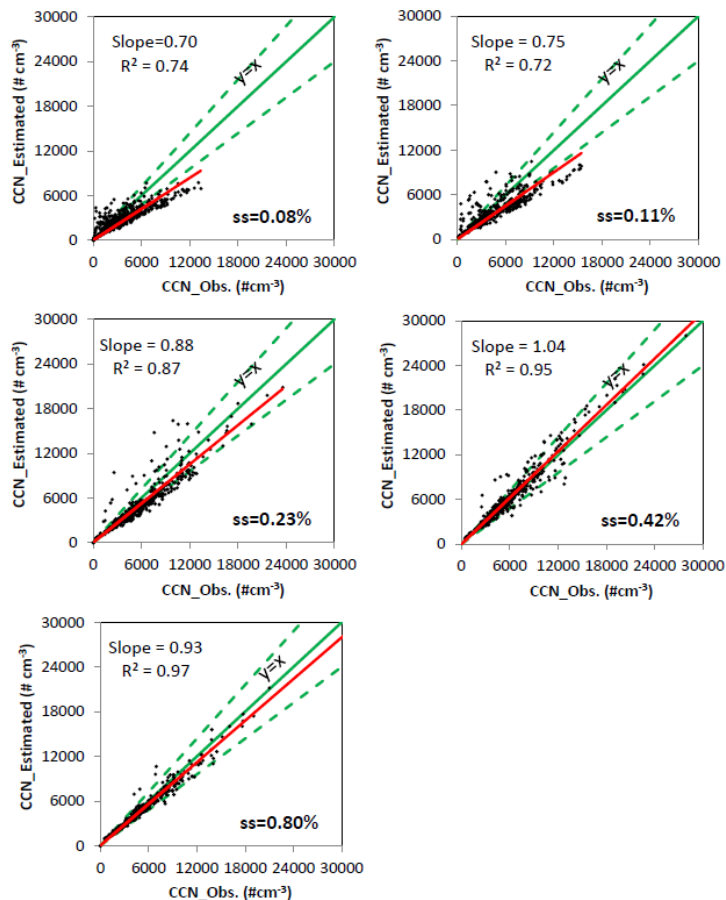 30000
24000
18000
12000
6000
0
CCN_Estimated (# cm⁻³)
Slope=0.70
R² = 0.74
y=x
ss=0.08%
0 6000 12000 18000 24000 30000
CCN_Obs. (#cm⁻³)
30000
24000
18000
12000
6000
0
CCN_Estimated (# cm⁻³)
Slope = 0.75
R² = 0.72
y=x
ss=0.11%
0 6000 12000 18000 24000 30000
CCN_Obs. (#cm⁻³)
30000
24000
18000
12000
6000
0
CCN_Estimated (# cm⁻³)
Slope = 0.88
R² = 0.87
y=x
ss=0.23%
0 6000 12000 18000 24000 30000
CCN_Obs. (#cm⁻³)
30000
24000
18000
12000
6000
0
CCN_Estimated (# cm⁻³)
Slope = 1.04
R² = 0.95
y=x
ss=0.42%
0 6000 12000 18000 24000 30000
CCN_Obs. (#cm⁻³)
30000
24000
18000
12000
6000
0
CCN_Estimated (# cm⁻³)
Slope = 0.93
R² = 0.97
y=x
ss=0.80%
0 6000 12000 18000 24000 30000
CCN_Obs. (#cm⁻³)